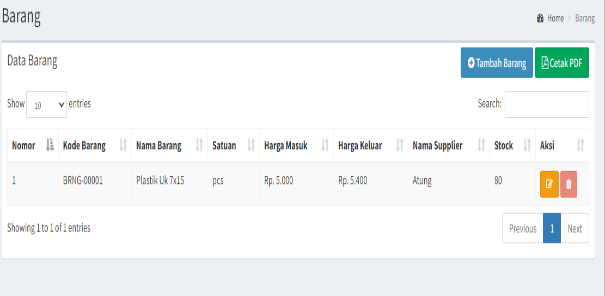 Barang
Home > Barang
Data Barang
Tambah Barang
Cetak PDF
Show 10 entries
Search:
Nomor Kode Barang Nama Barang Satuan Harga Masuk Harga Keluar Nama Supplier Stock Aksi
1 BRNG-00001 Plastik Uk 7x15 pcs Rp. 5.000 Rp. 5.400 Atung 80
Showing 1 to 1 of 1 entries
Previous 1 Next